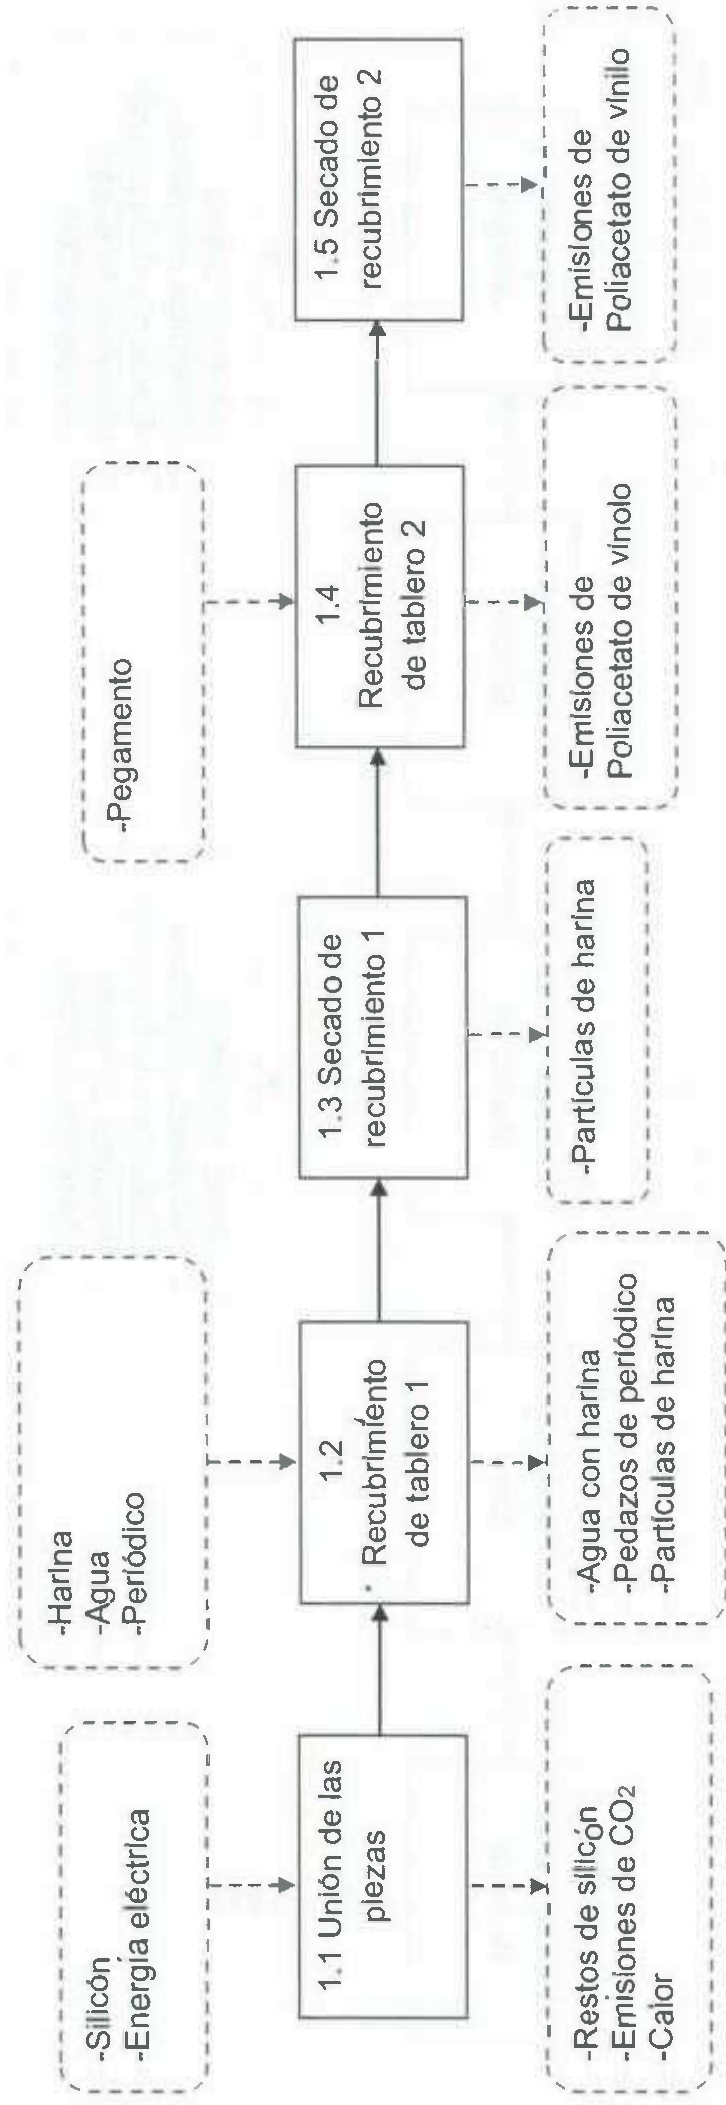 -Silicón
-Energía eléctrica
-Harina
-Agua
-Periódico
-Pegamento
1.1 Unión de las
piezas
1.2
Recubrimiento
de tablero 1
1.3 Secado de
recubrimiento 1
1.4
Recubrimiento
de tablero 2
1.5 Secado de
recubrimiento 2
-Restos de silicón
-Emisiones de CO2
-Calor
-Agua con harina
-Pedazos de periódico
-Partículas de harina
-Partículas de harina
-Emisiones de
Poliacetato de vinolo
-Emisiones de
Poliacetato de vinilo